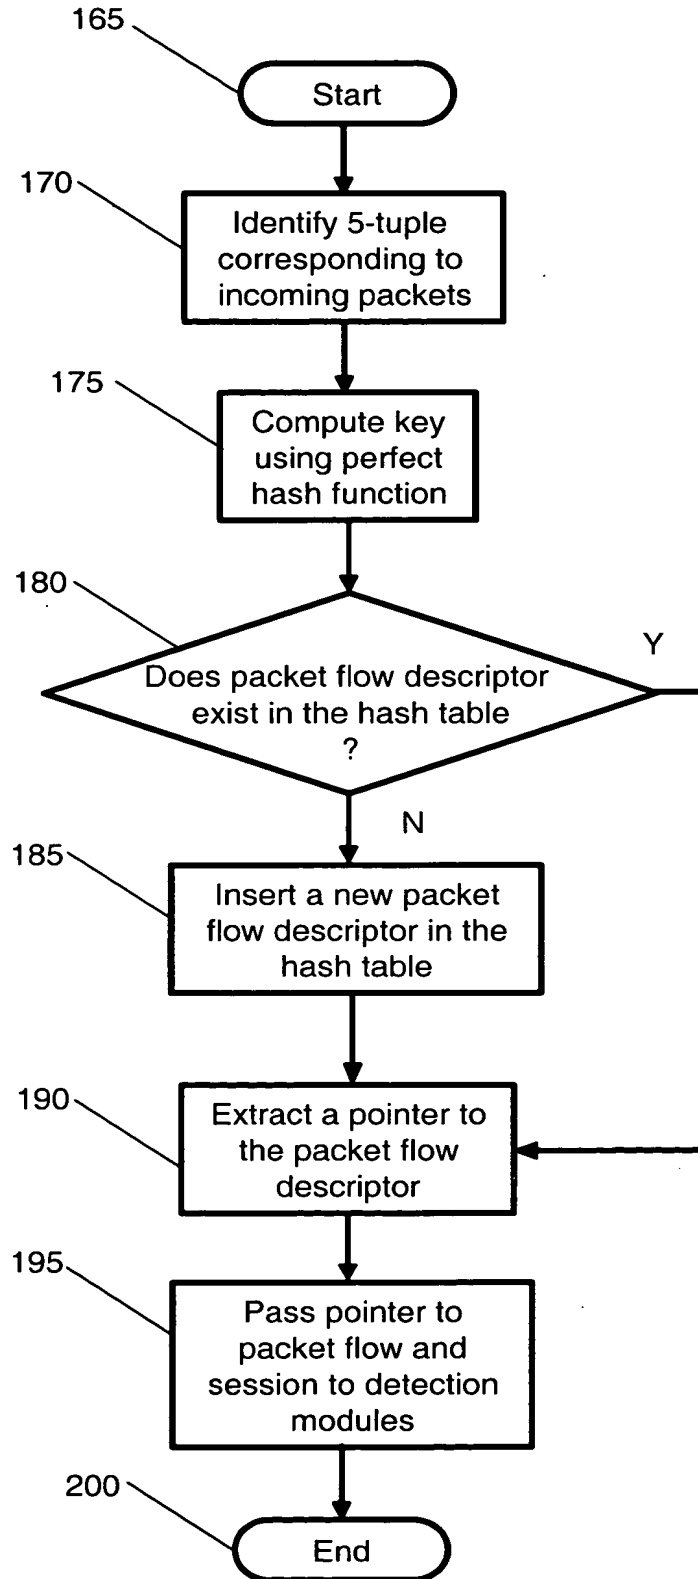 165
Start
170
Identify 5-tuple
corresponding to
incoming packets
175
Compute key
using perfect
hash function
180
Does packet flow descriptor
exist in the hash table
?
Y
N
185
Insert a new packet
flow descriptor in the
hash table
190
Extract a pointer to
the packet flow
descriptor
195
Pass pointer to
packet flow and
session to detection
modules
200
End